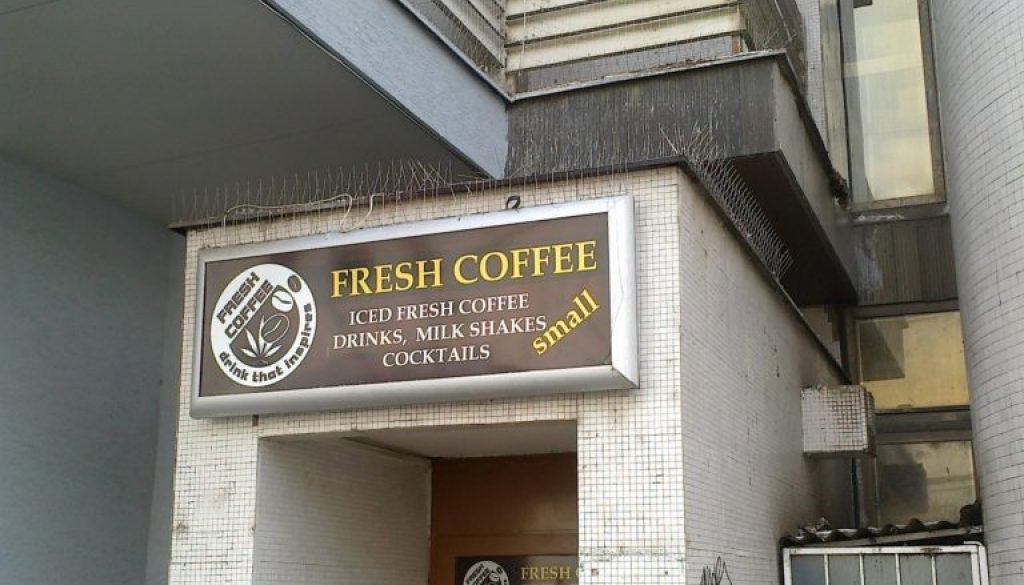 FRESH COFFEE
ICED FRESH COFFEE
DRINKS, MILK SHAKES
COCKTAILS
small
FRESH
COFFEE
drink that inspires
FRESH